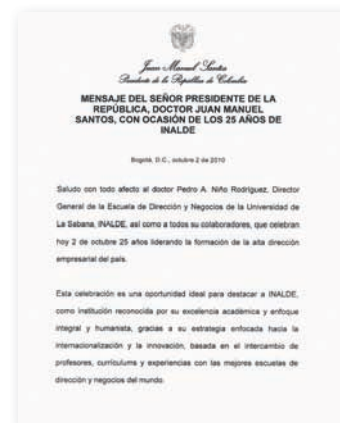 Juan Manuel Santos
Presidente de la República de Colombia
MENSAJE DEL SEÑOR PRESIDENTE DE LA
REPÚBLICA, DOCTOR JUAN MANUEL
SANTOS, CON OCASIÓN DE LOS 25 AÑOS DE
INALDE
Bogotá, D.C., octubre 2 de 2010
Saludo con todo afecto al doctor Pedro A. Niño Rodríguez, Director
General de la Escuela de Dirección y Negocios de la Universidad de
La Sabana, INALDE, así como a todos su colaboradores, que celebran
hoy 2 de octubre 25 años liderando la formación de la alta dirección
empresarial del país.
Esta celebración es una oportunidad ideal para destacar a INALDE,
como institución reconocida por su excelencia académica y enfoque
integral y humanista, gracias a su estrategia enfocada hacia la
internacionalización y la innovación, basada en el intercambio de
profesores, currículums y experiencias con las mejores escuelas de
dirección y negocios del mundo.